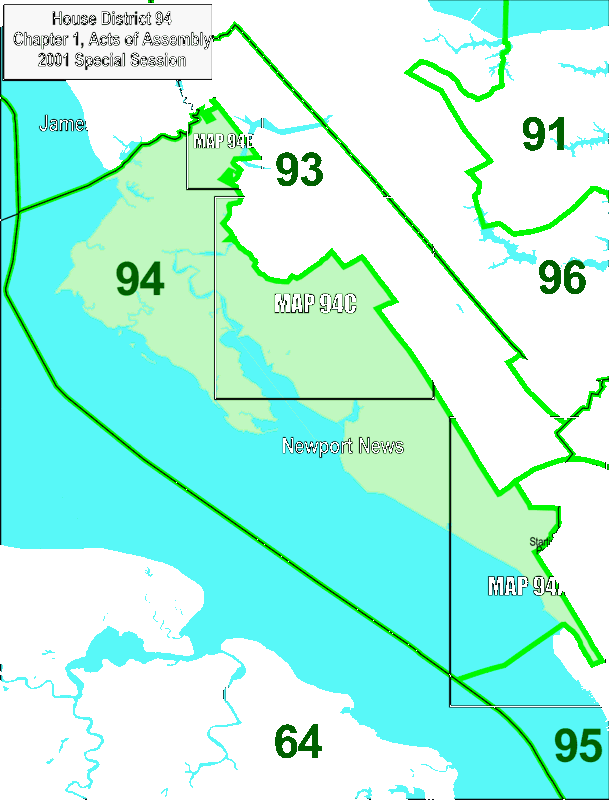 House District 94
Chapter 1, Acts of Assembly
2001 Special Session
James
MAP 94B
93
91
96
94
MAP 94C
Newport News
Start
MAP 94A
64
95